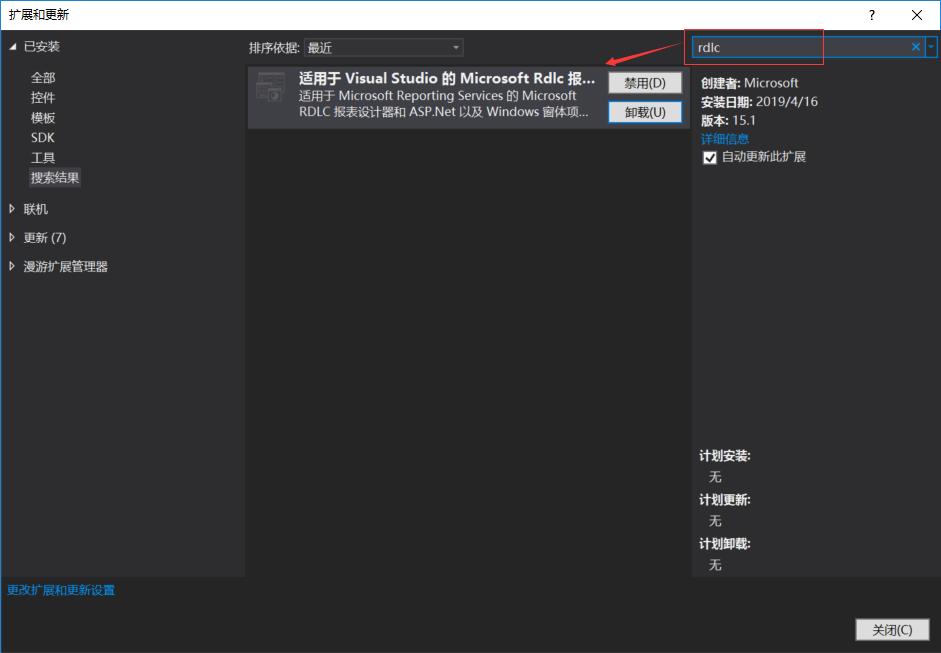 扩展和更新
?
已安装
全部
控件
模板
SDK
工具
搜索结果
联机
更新 (7)
漫游扩展管理器
更改扩展和更新设置
排序依据: 最近
适用于 Visual Studio 的 Microsoft Rdlc 报...
适用于 Microsoft Reporting Services 的 Microsoft
RDLC 报表设计器和 ASP.Net 以及 Windows 窗体项...
禁用(D)
卸载(U)
rdlc
创建者: Microsoft
安装日期: 2019/4/16
版本: 15.1
详细信息
自动更新此扩展
计划安装:
无
计划更新:
无
计划卸载:
无
关闭(C)